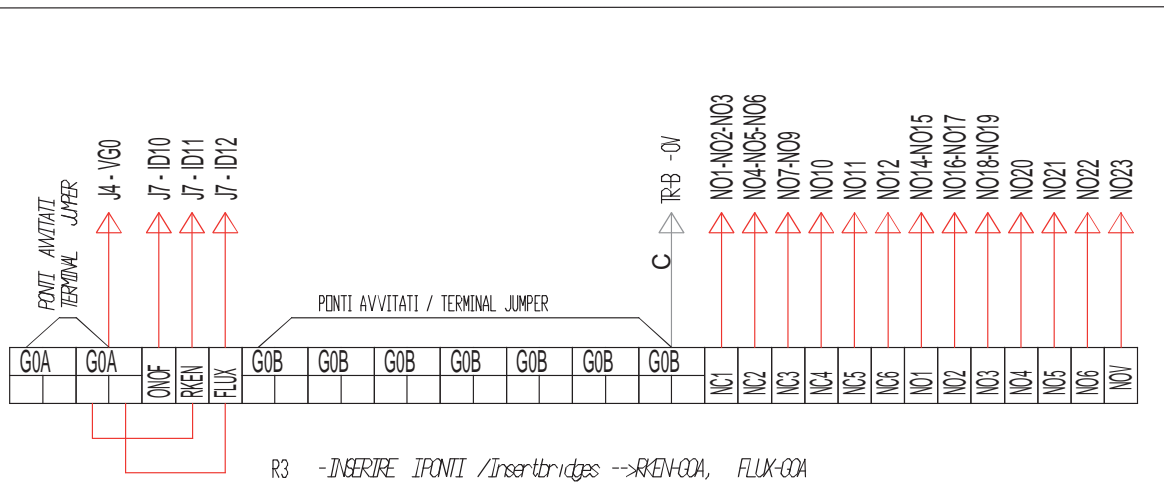 PONTI AVVITATI
TERMINAL JUMPER
J4 - VG0
J7 - ID10
J7 - ID11
J7 - ID12
PONTI AVVITATI / TERMINAL JUMPER
C
TR-B -0V
NO1-NO2-NO3
NO4-NO5-NO6
NO7-NO9
NO10
NO11
NO12
NO14-NO15
NO16-NO17
NO18-NO19
NO20
NO21
NO22
NO23
G0A G0A ONOF RKEN FLUX G0B G0B G0B G0B G0B G0B G0B NC1 NC2 NC3 NC4 NC5 NC6 NO1 NO2 NO3 NO4 NO5 NO6 NOV
R3 -INSERIRE IPONTI /Insertbridges -->RKEN-G0A, FLUX-G0A